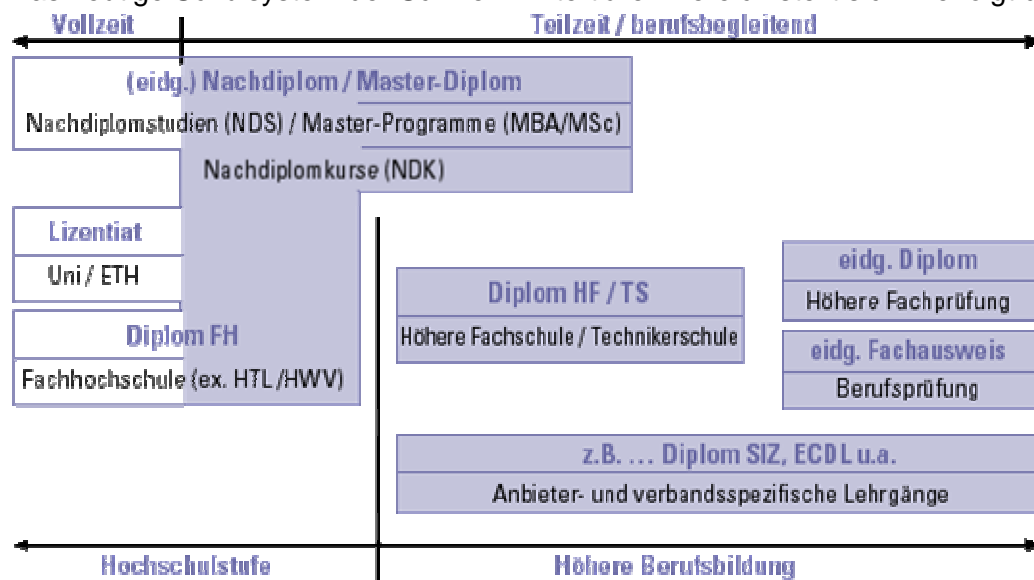 Vollzeit
Teilzeit / berufsbegleitend
(eidg.) Nachdiplom / Master-Diplom
Nachdiplomstudien (NDS) / Master-Programme (MBA/MSc)
Nachdiplomkurse (NDK)
Lizentiat
Uni / ETH
Diplom FH
Fachhochschule (ex. HTL/HWV)
Diplom HF / TS
Höhere Fachschule / Technikerschule
eidg. Diplom
Höhere Fachprüfung
eidg. Fachausweis
Berufsprüfung
z.B. ... Diplom SIZ, ECDL u.a.
Anbieter- und verbandsspezifische Lehrgänge
Hochschulstufe
Höhere Berufsbildung